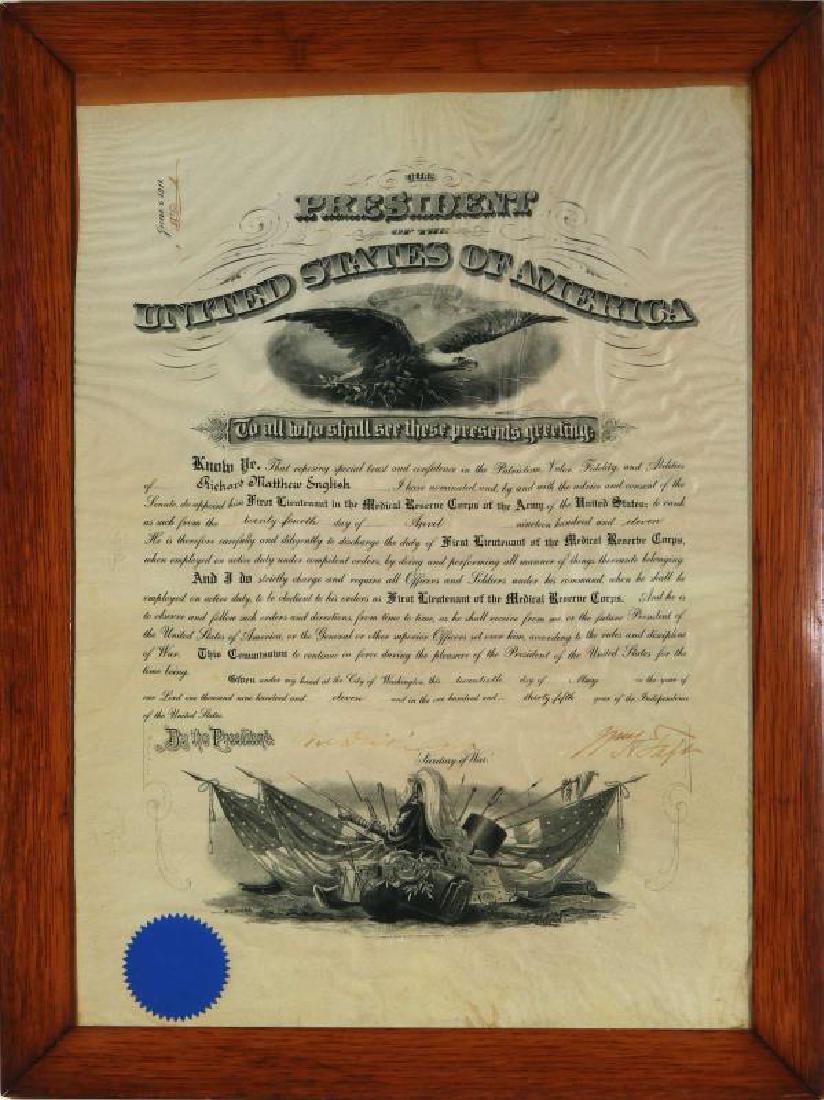 June 6, 1911
THE
PRESIDENT
OF THE
UNITED STATES OF AMERICA
To all who shall see these presents greeting:
Know Ye, That reposing special trust and confidence in the Patriotism, Valor, Fidelity, and Abilities
of Richard Matthew English, I have nominated and, by and with the advice and consent of the
Senate, do appoint him First Lieutenant in the Medical Reserve Corps of the Army of the United States: to rank
as such from the twenty fourth day of April nineteen hundred and eleven
He is therefore carefully and diligently to discharge the duty of First Lieutenant of the Medical Reserve Corps,
when employed on active duty under competent orders, by doing and performing all manner of things thereunto belonging
And I do strictly charge and require all Officers and Soldiers under his command, when he shall be
employed on active duty, to be obedient to his orders as First Lieutenant of the Medical Reserve Corps. And he is
to observe and follow such orders and directions from time to time, as he shall receive from me, or the future President of
the United States of America, or the General or other superior Officers set over him, according to the rules and discipline
of War. This Commission to continue in force during the pleasure of the President of the United States for the
time being.
Given under my hand at the City of Washington, this twentieth day of May in the year of
our Lord one thousand nine hundred and eleven and in the one hundred and thirty fifth year of the Independence
of the United States.
By the President:
Wm H Taft
Secretary of War.